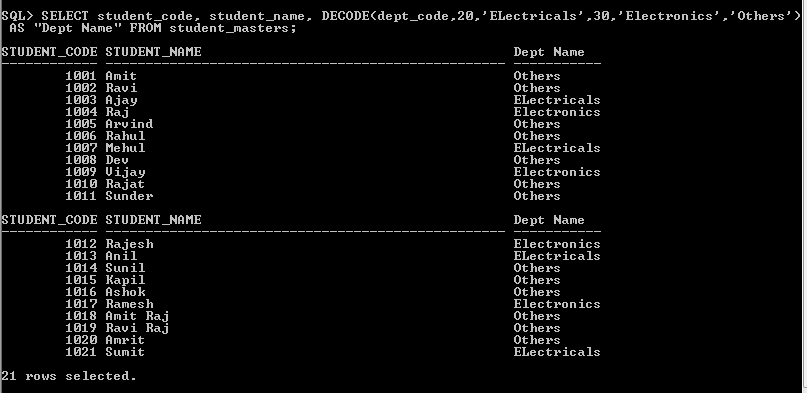 SQL> SELECT student_code, student_name, DECODE(dept_code,20,'ELectricals',30,'Electronics','Others')
AS "Dept Name" FROM student_masters;
STUDENT_CODE STUDENT_NAME Dept Name
1001 Amit Others
1002 Ravi Others
1003 Ajay ELectricals
1004 Raj Electronics
1005 Arvind Others
1006 Rahul Others
1007 Mehul ELectricals
1008 Dev Others
1009 Vijay Electronics
1010 Rajat Others
1011 Sunder Others
STUDENT_CODE STUDENT_NAME Dept Name
1012 Rajesh Electronics
1013 Anil ELectricals
1014 Sunil Others
1015 Kapil Others
1016 Ashok Others
1017 Ramesh Electronics
1018 Amit Raj Others
1019 Ravi Raj Others
1020 Amrit Others
1021 Sumit ELectricals
21 rows selected.